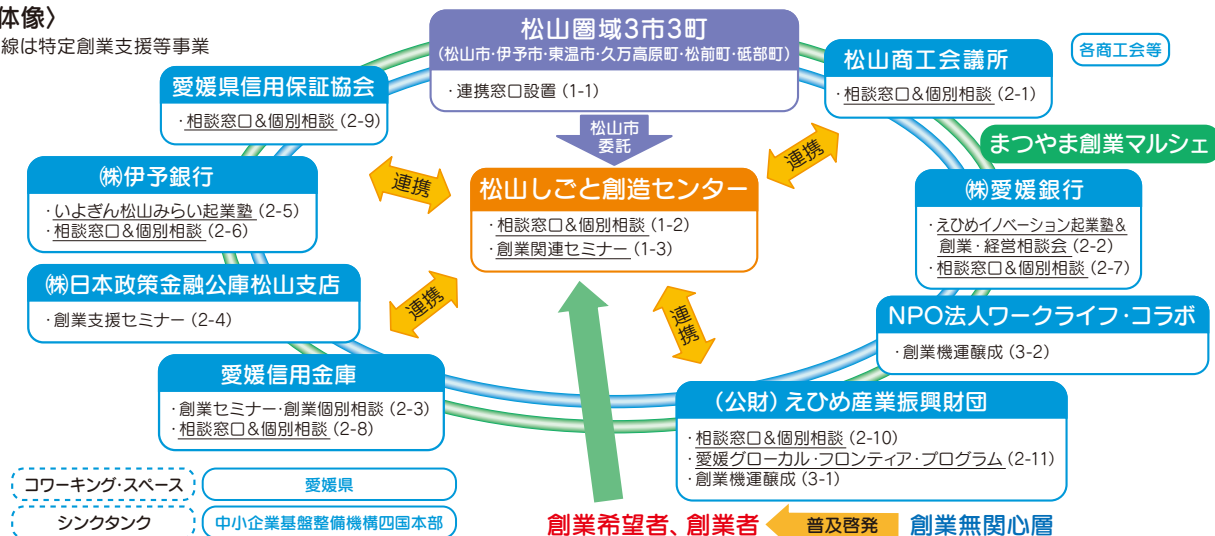 体像〉
線は特定創業支援等事業
松山圏域3市3町
(松山市・伊予市・東温市・久万高原町・松前町・砥部町)
・連携窓口設置 (1-1)
松山市
委託
松山商工会議所
・相談窓口&個別相談 (2-1)
各商工会等
愛媛県信用保証協会
・相談窓口&個別相談 (2-9)
まつやま創業マルシェ
㈱伊予銀行
・いよぎん松山みらい起業塾 (2-5)
・相談窓口&個別相談 (2-6)
連携
松山しごと創造センター
・相談窓口&個別相談 (1-2)
・創業関連セミナー (1-3)
連携
㈱愛媛銀行
・えひめイノベーション起業塾&
創業・経営相談会 (2-2)
・相談窓口&個別相談 (2-7)
㈱日本政策金融公庫松山支店
・創業支援セミナー (2-4)
連携
連携
NPO法人ワークライフ・コラボ
・創業機運醸成 (3-2)
愛媛信用金庫
・創業セミナー・創業個別相談 (2-3)
・相談窓口&個別相談 (2-8)
(公財) えひめ産業振興財団
・相談窓口&個別相談 (2-10)
・愛媛グローカル・フロンティア・プログラム (2-11)
・創業機運醸成 (3-1)
コワーキング・スペース
愛媛県
シンクタンク
中小企業基盤整備機構四国本部
創業希望者、創業者
普及啓発
創業無関心層